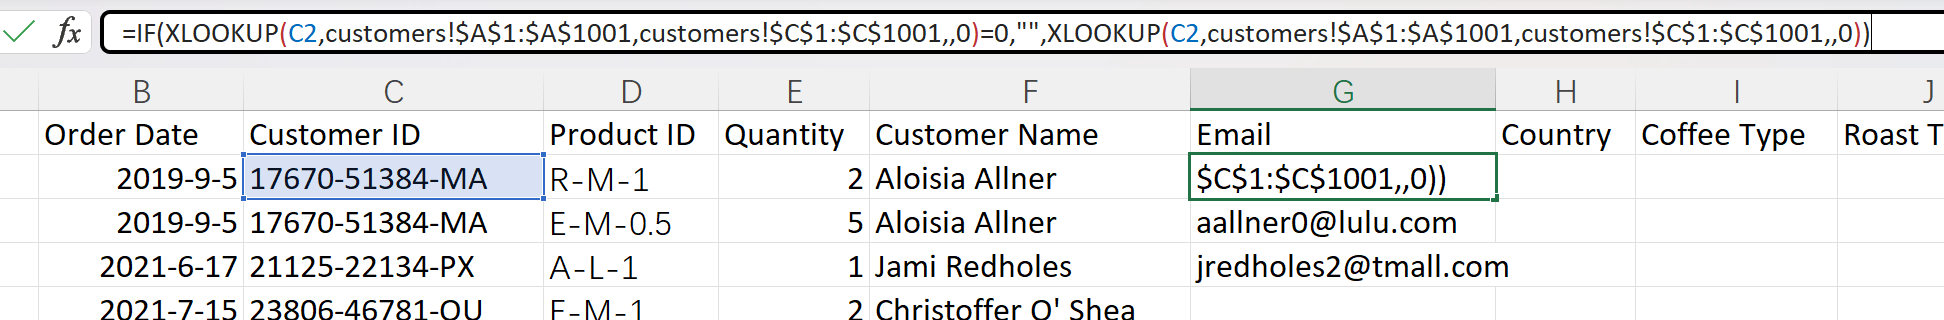 fx =IF(XLOOKUP(C2,customers!$A$1:$A$1001,customers!$C$1:$C$1001,,0)=0,"",XLOOKUP(C2,customers!$A$1:$A$1001,customers!$C$1:$C$1001,,0))
B C D E F G H I J
Order Date Customer ID Product ID Quantity Customer Name Email Country Coffee Type Roast T
2019-9-5 17670-51384-MA R-M-1 2 Aloisia Allner $C$1:$C$1001,,0))
2019-9-5 17670-51384-MA E-M-0.5 5 Aloisia Allner aallner0@lulu.com
2021-6-17 21125-22134-PX A-L-1 1 Jami Redholes jredholes2@tmall.com
2021-7-15 23806-46781-OU E-M-1 2 Christoffer O' Shea